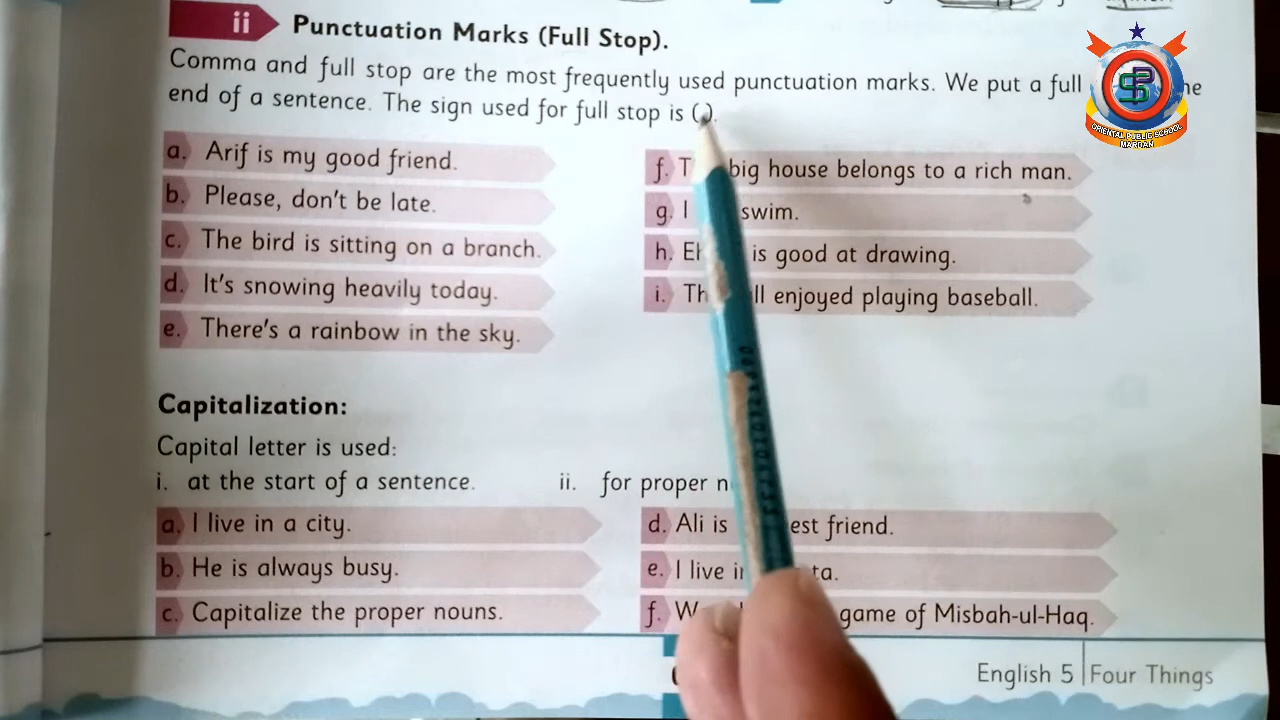 ii Punctuation Marks (Full Stop).
Comma and full stop are the most frequently used punctuation marks. We put a full
end of a sentence. The sign used for full stop is ( ).
a. Arif is my good friend.
b. Please, don't be late.
c. The bird is sitting on a branch.
d. It's snowing heavily today.
e. There's a rainbow in the sky.
f. big house belongs to a rich man.
g. I swim.
h. is good at drawing.
i. enjoyed playing baseball.
Capitalization:
Capital letter is used:
i. at the start of a sentence. ii. for proper
a. I live in a city.
b. He is always busy.
c. Capitalize the proper nouns.
d. Ali is friend.
e. I live
f. game of Misbah-ul-Haq.
English 5 Four Things
ORIENTAL PUBLIC SCHOOL
MARDAN